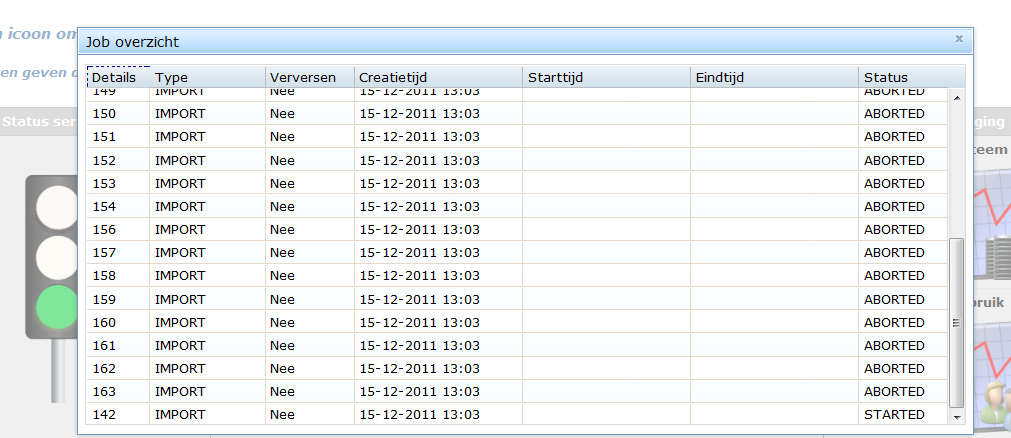 n icoon om
Job overzicht
x
en geven d
Details Type Verversen Creatietijd Starttijd Eindtijd Status
149 IMPORT Nee 15-12-2011 13:03 ABORTED
Status ser
ging
150 IMPORT Nee 15-12-2011 13:03 ABORTED
151 IMPORT Nee 15-12-2011 13:03 ABORTED
teem
152 IMPORT Nee 15-12-2011 13:03 ABORTED
153 IMPORT Nee 15-12-2011 13:03 ABORTED
154 IMPORT Nee 15-12-2011 13:03 ABORTED
156 IMPORT Nee 15-12-2011 13:03 ABORTED
157 IMPORT Nee 15-12-2011 13:03 ABORTED
158 IMPORT Nee 15-12-2011 13:03 ABORTED
159 IMPORT Nee 15-12-2011 13:03 ABORTED
bruik
160 IMPORT Nee 15-12-2011 13:03 ABORTED
161 IMPORT Nee 15-12-2011 13:03 ABORTED
162 IMPORT Nee 15-12-2011 13:03 ABORTED
163 IMPORT Nee 15-12-2011 13:03 ABORTED
142 IMPORT Nee 15-12-2011 13:03 STARTED